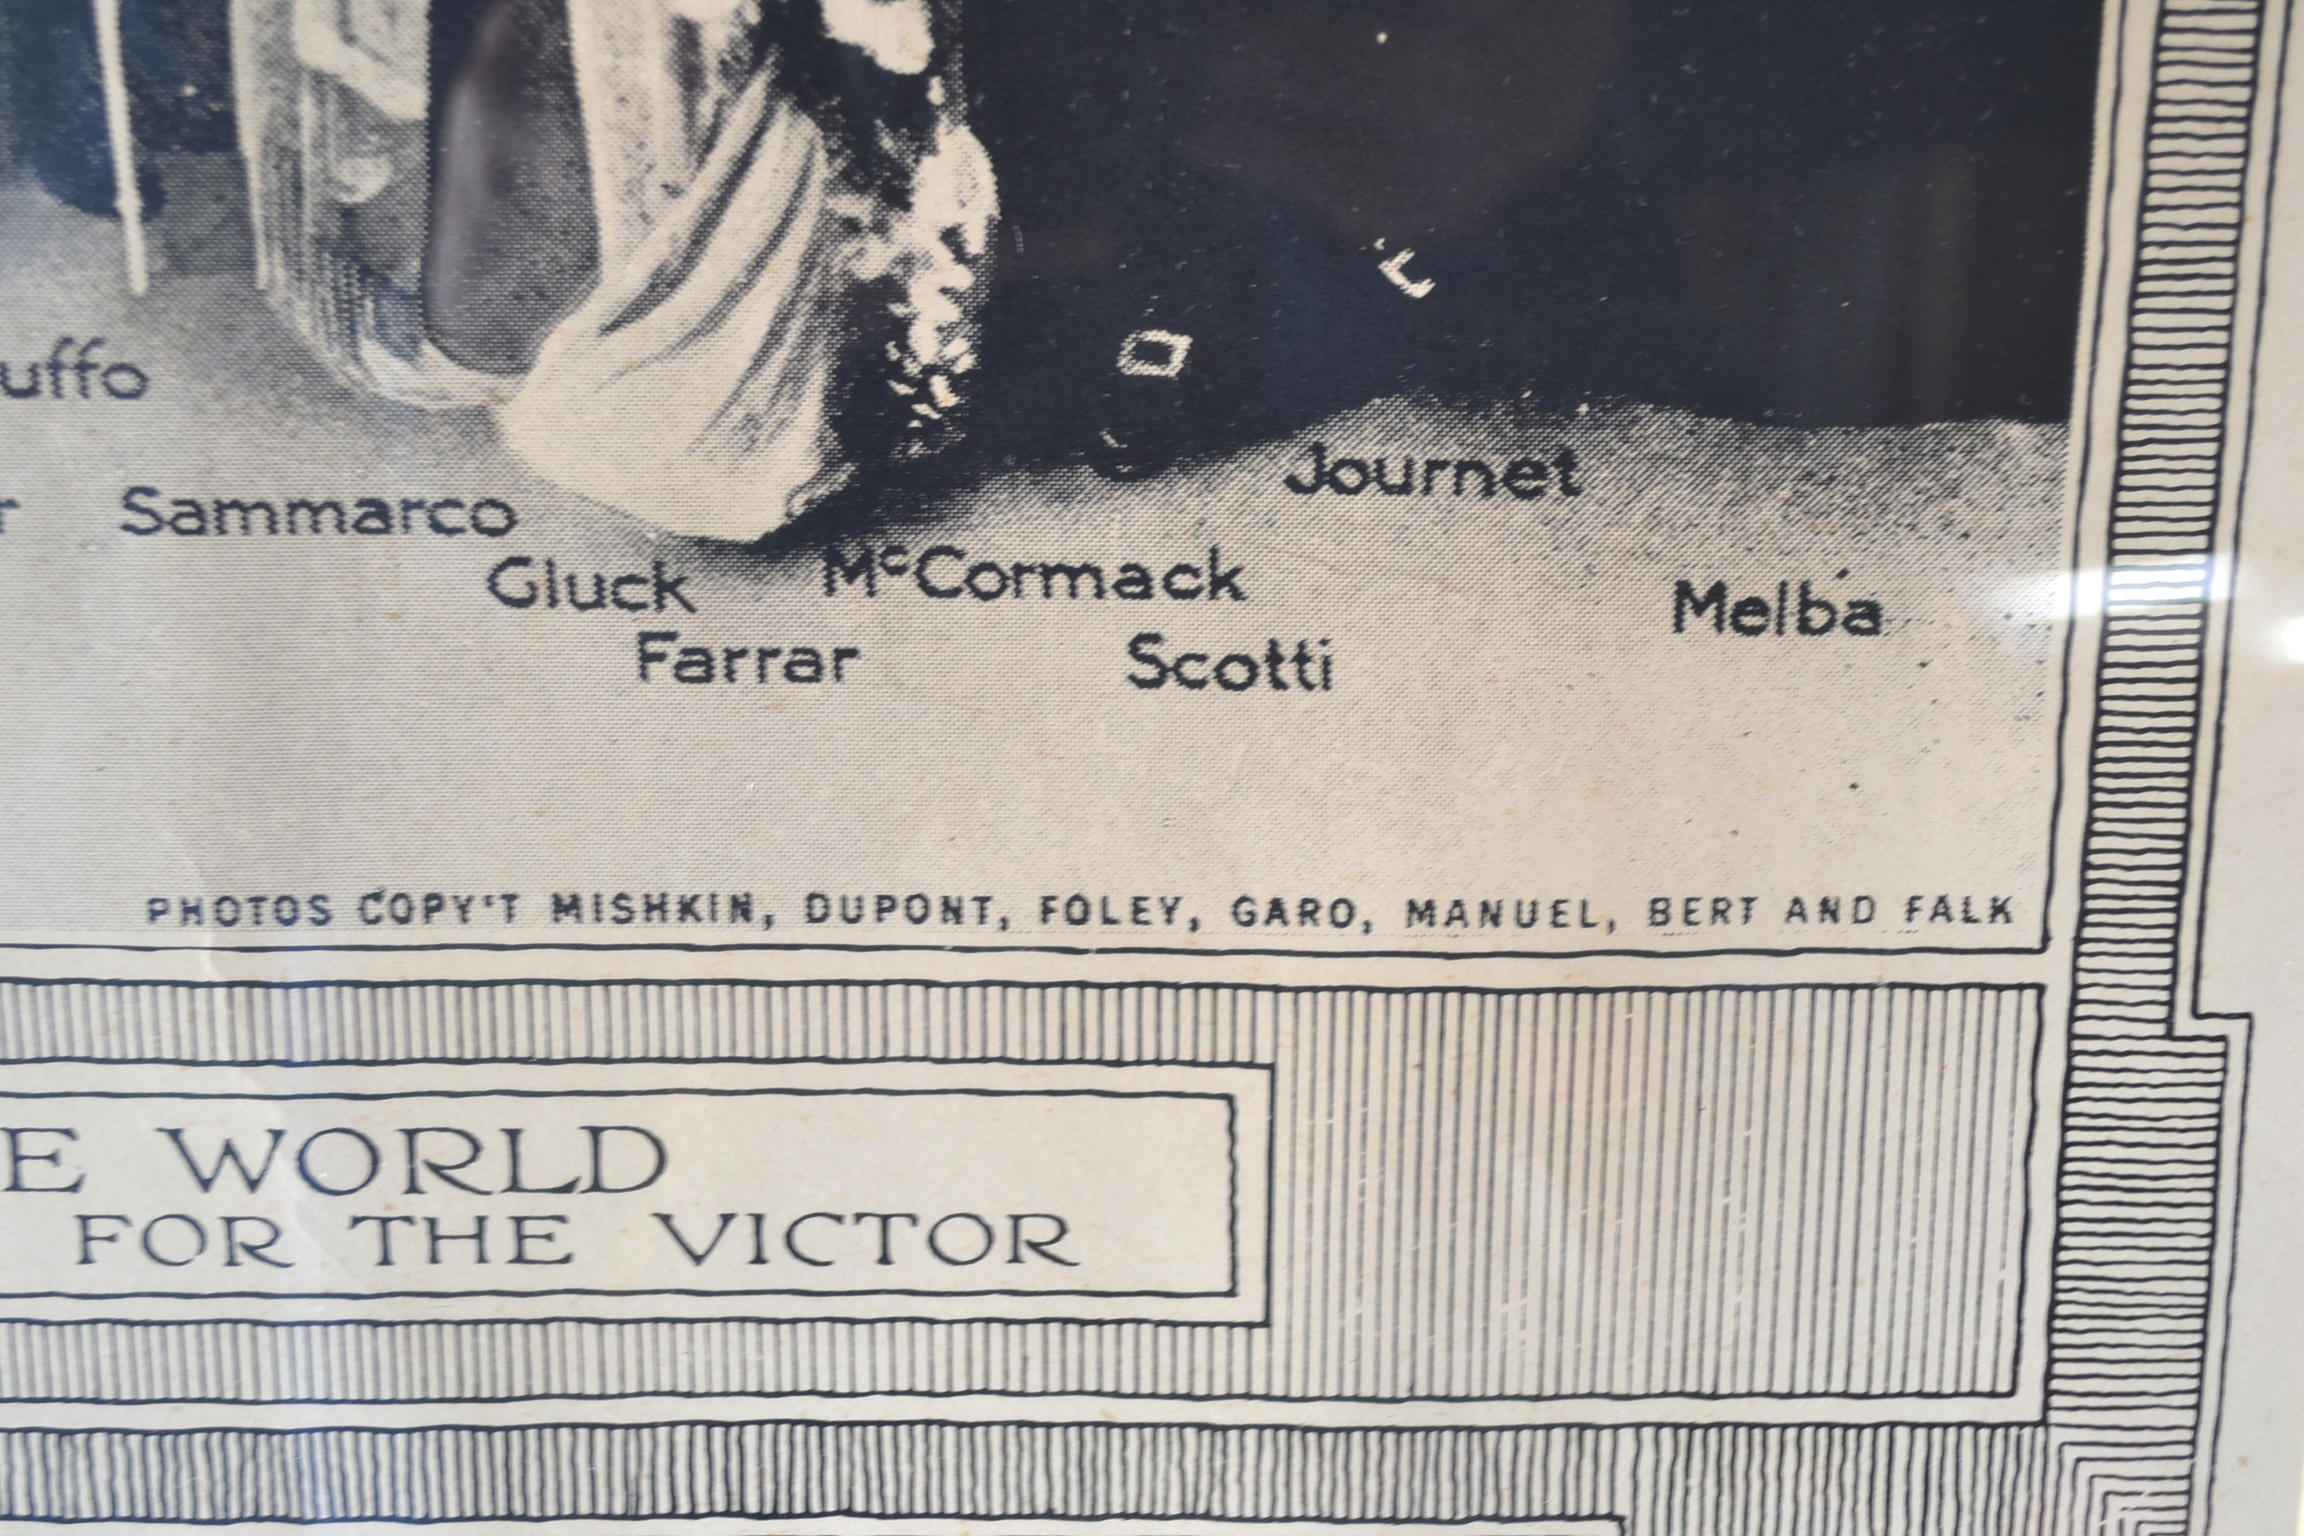 uffo
r Sammarco
Journet
Gluck
McCormack
Melba
Farrar
Scotti
PHOTOS COPY'T MISHKIN, DUPONT, FOLEY, GARO, MANUEL, BERT AND FALK
E WORLD
FOR THE VICTOR